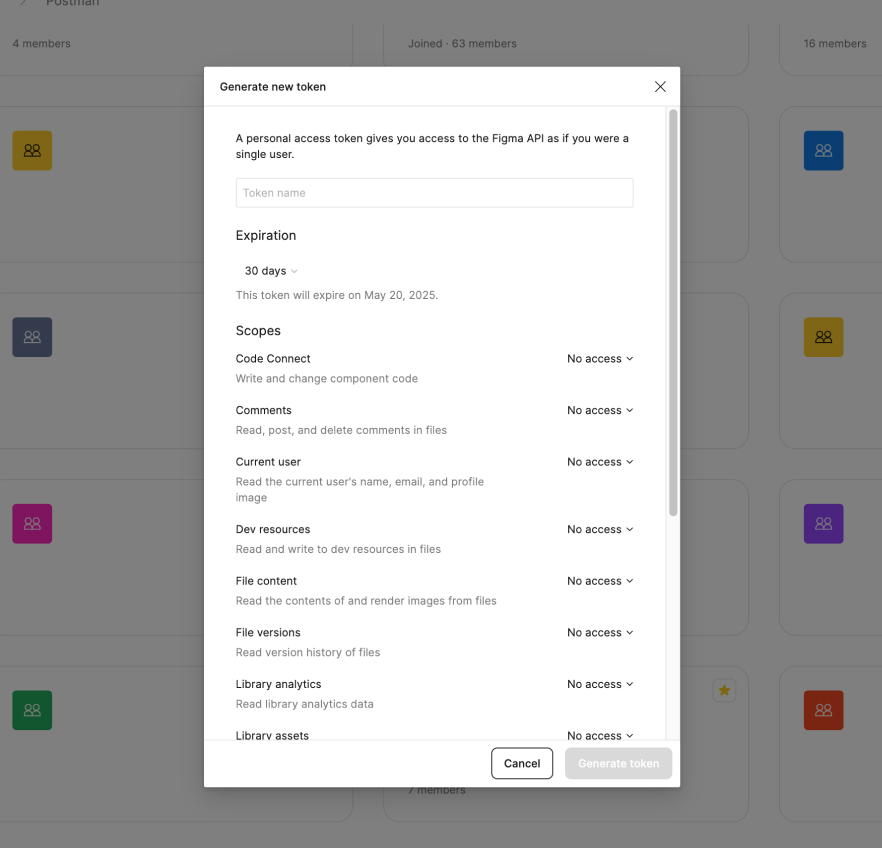 Postman
4 members
Joined · 63 members
16 members
Generate new token
A personal access token gives you access to the Figma API as if you were a
single user.
Token name
Expiration
30 days
This token will expire on May 20, 2025.
Scopes
Code Connect
No access
Write and change component code
Comments
No access
Read, post, and delete comments in files
Current user
No access
Read the current user's name, email, and profile
image
Dev resources
No access
Read and write to dev resources in files
File content
No access
Read the contents of and render images from files
File versions
No access
Read version history of files
Library analytics
No access
Read library analytics data
Library assets
No access
Cancel
Generate token
7 members